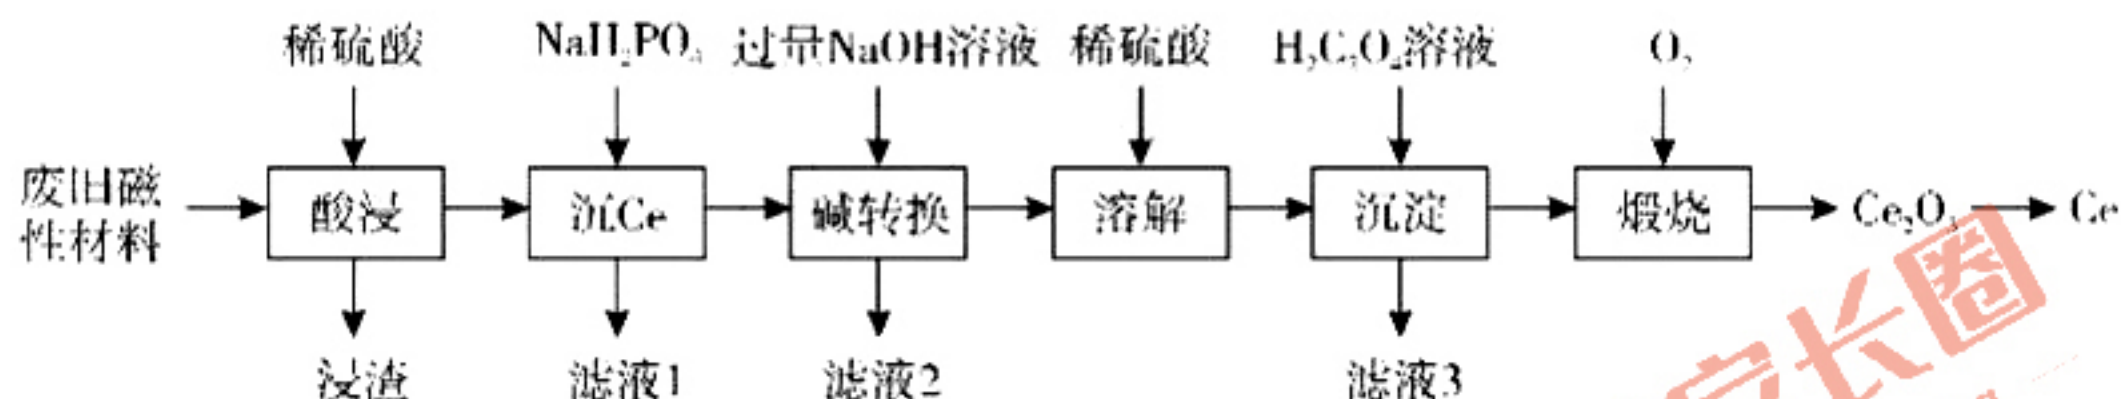 稀硫酸 NaH₂PO₄ 过量NaOH溶液 稀硫酸 H₂C₂O₄溶液 O₂
废旧磁
性材料
酸浸 沉Ce 碱转换 溶解 沉淀 煅烧 Ce₂O₃ Ce
浸渣 滤液1 滤液2 滤液3
家长圈